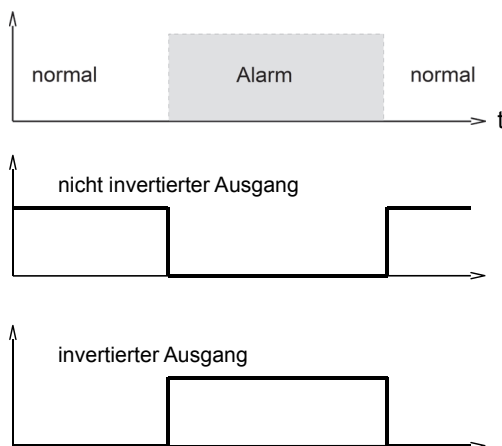 normal Alarm normal
t
nicht invertierter Ausgang
invertierter Ausgang